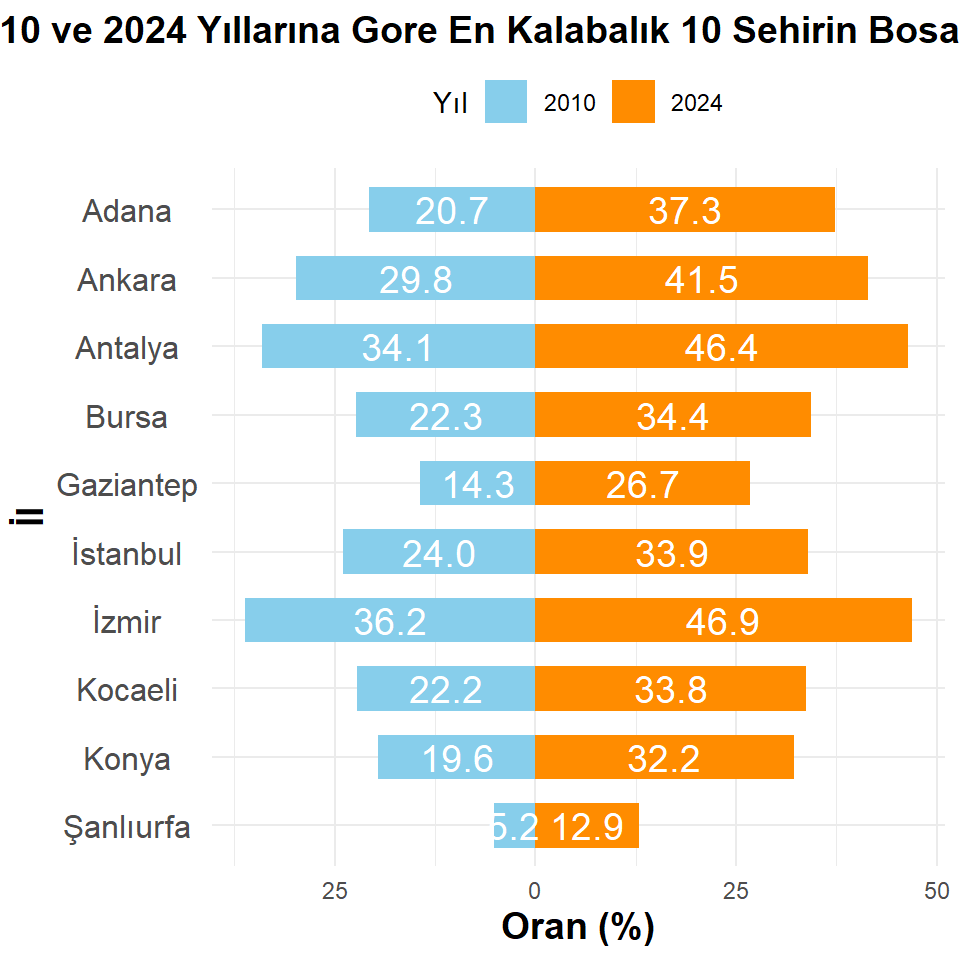 10 ve 2024 Yıllarına Gore En Kalabalık 10 Sehirin Bosa
Yıl 2010 2024
Adana 20.7 37.3
Ankara 29.8 41.5
Antalya 34.1 46.4
Bursa 22.3 34.4
Gaziantep 14.3 26.7
İl
İstanbul 24.0 33.9
İzmir 36.2 46.9
Kocaeli 22.2 33.8
Konya 19.6 32.2
Şanlıurfa 5.2 12.9
25 0 25 50
Oran (%)